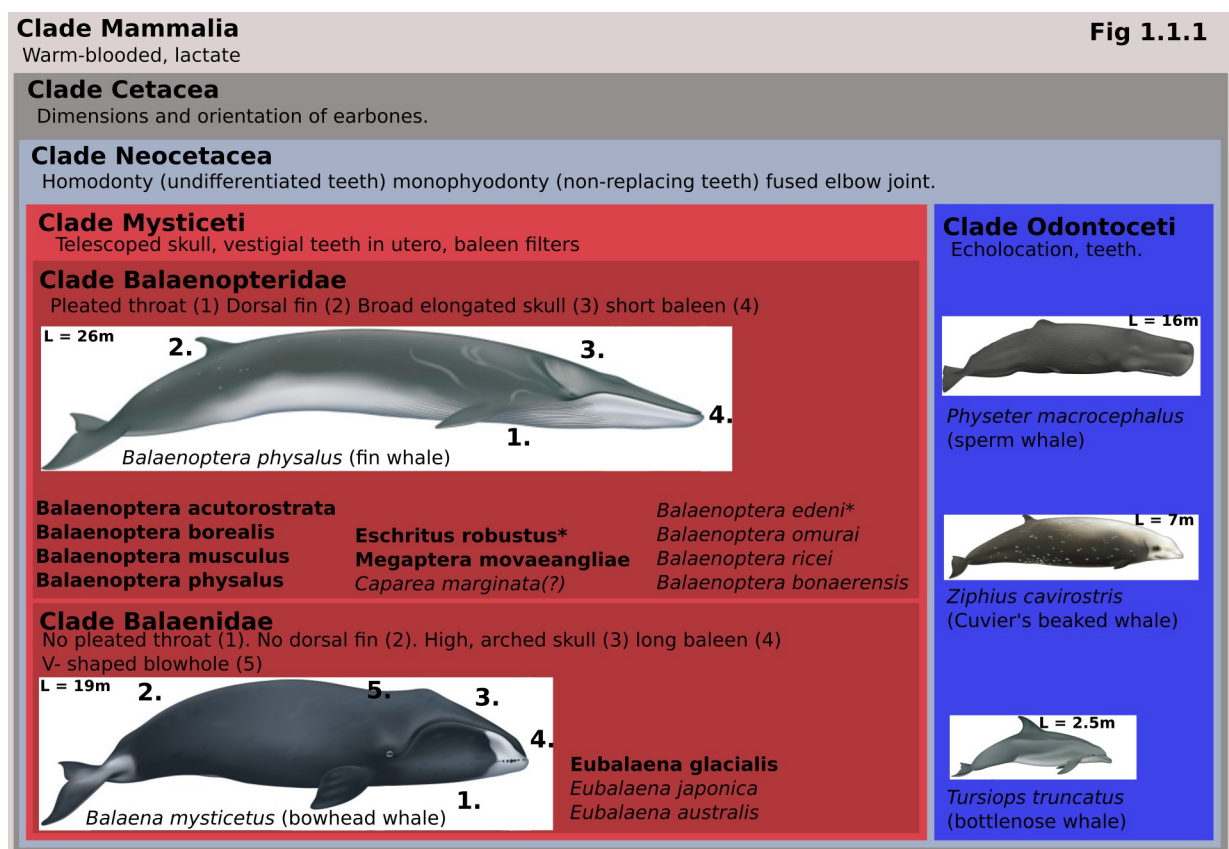 Clade Mammalia
Fig 1.1.1
Warm-blooded, lactate
Clade Cetacea
Dimensions and orientation of earbones.
Clade Neocetacea
Homodonty (undifferentiated teeth) monophyodonty (non-replacing teeth) fused elbow joint.
Clade Mysticeti
Telescoped skull, vestigial teeth in utero, baleen filters
Clade Balaenopteridae
Pleated throat (1) Dorsal fin (2) Broad elongated skull (3) short baleen (4)
L = 26m
2.
3.
4.
1.
Balaenoptera physalus (fin whale)
Balaenoptera acutorostrata
Balaenoptera borealis
Balaenoptera musculus
Balaenoptera physalus
Eschritus robustus*
Megaptera movaeangliae
Caparea marginata(?)
Balaenoptera edeni*
Balaenoptera omurai
Balaenoptera ricei
Balaenoptera bonaerensis
Clade Balaenidae
No pleated throat (1). No dorsal fin (2). High, arched skull (3) long baleen (4)
V- shaped blowhole (5)
L = 19m
2.
5.
3.
4.
1.
Balaena mysticetus (bowhead whale)
Eubalaena glacialis
Eubalaena japonica
Eubalaena australis
Clade Odontoceti
Echolocation, teeth.
L = 16m
Physeter macrocephalus
(sperm whale)
L = 7m
Ziphius cavirostris
(Cuvier's beaked whale)
L = 2.5m
Tursiops truncatus
(bottlenose whale)